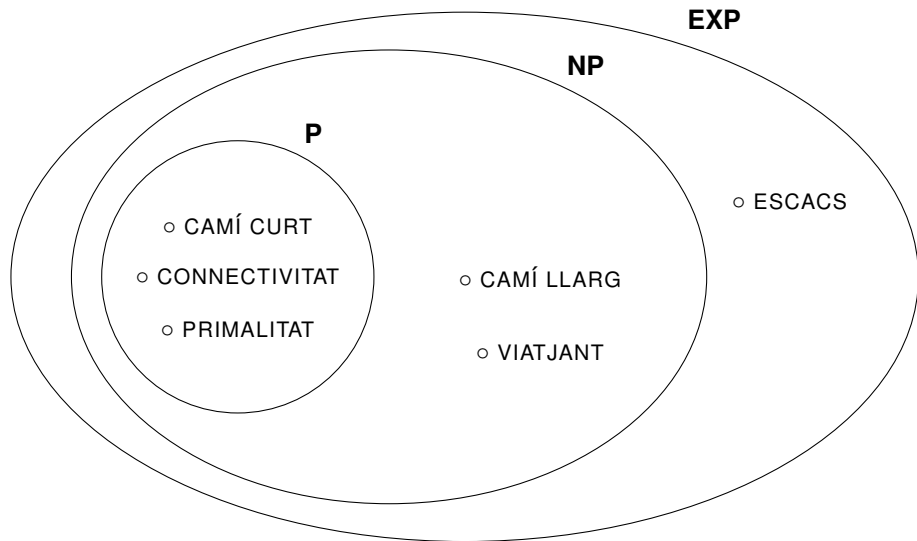 EXP
NP
P
ESCACS
CAMÍ CURT
CONNECTIVITAT
CAMÍ LLARG
PRIMALITAT
VIATJANT